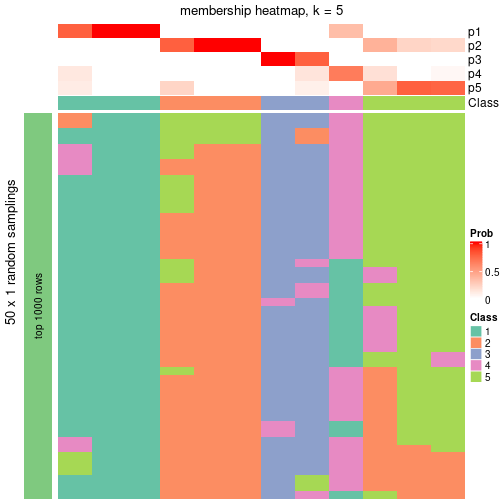 membership heatmap, k = 5
p1
p2
p3
p4
p5
Class
50 x 1 random samplings
top 1000 rows
Prob
1
0.5
0
Class
1
2
3
4
5